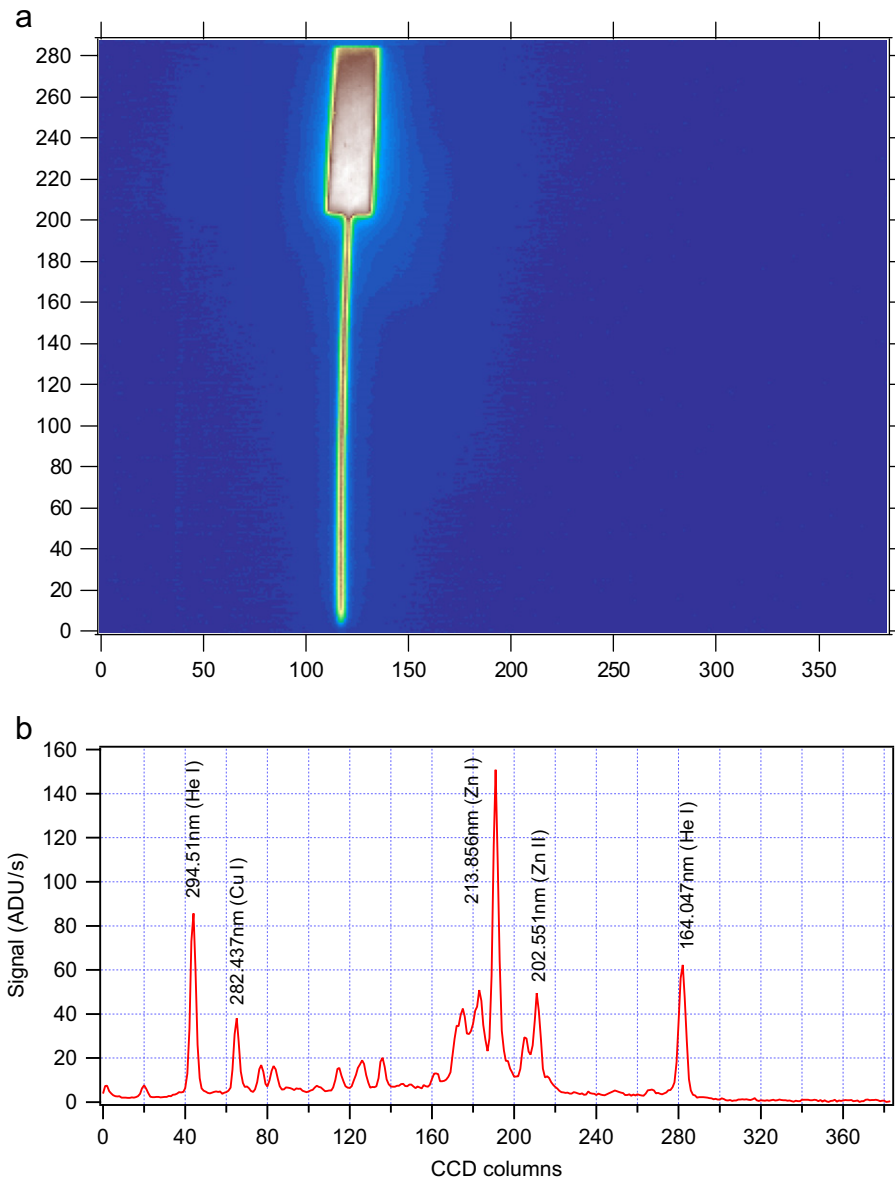 a
280
260
240
220
200
180
160
140
120
100
80
60
40
20
0
0 50 100 150 200 250 300 350
b
160
140
120
100
80
60
40
20
0
Signal (ADU/s)
294.51nm (He I)
282.437nm (Cu I)
213.856nm (Zn I)
202.551nm (Zn II)
164.047nm (He I)
0 40 80 120 160 200 240 280 320 360
CCD columns